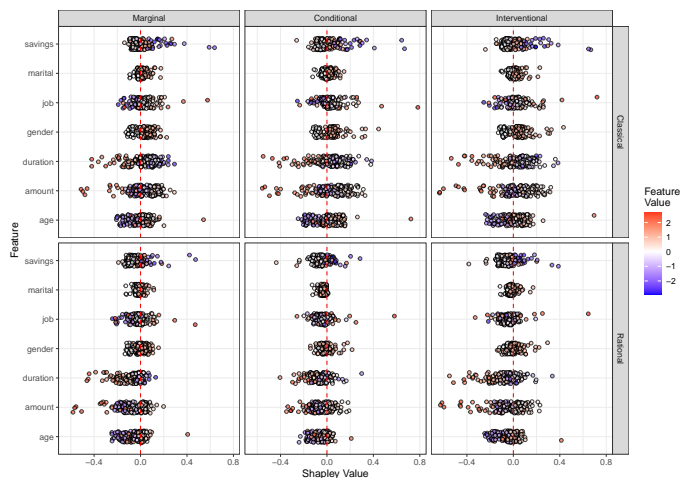 Marginal Conditional Interventional
savings
marital
job
gender
duration
amount
age
Classical
savings
marital
job
gender
duration
amount
age
Rational
−0.4 0.0 0.4 0.8 −0.4 0.0 0.4 0.8 −0.4 0.0 0.4 0.8
Shapley Value
Feature
Feature
Value
2
1
0
−1
−2